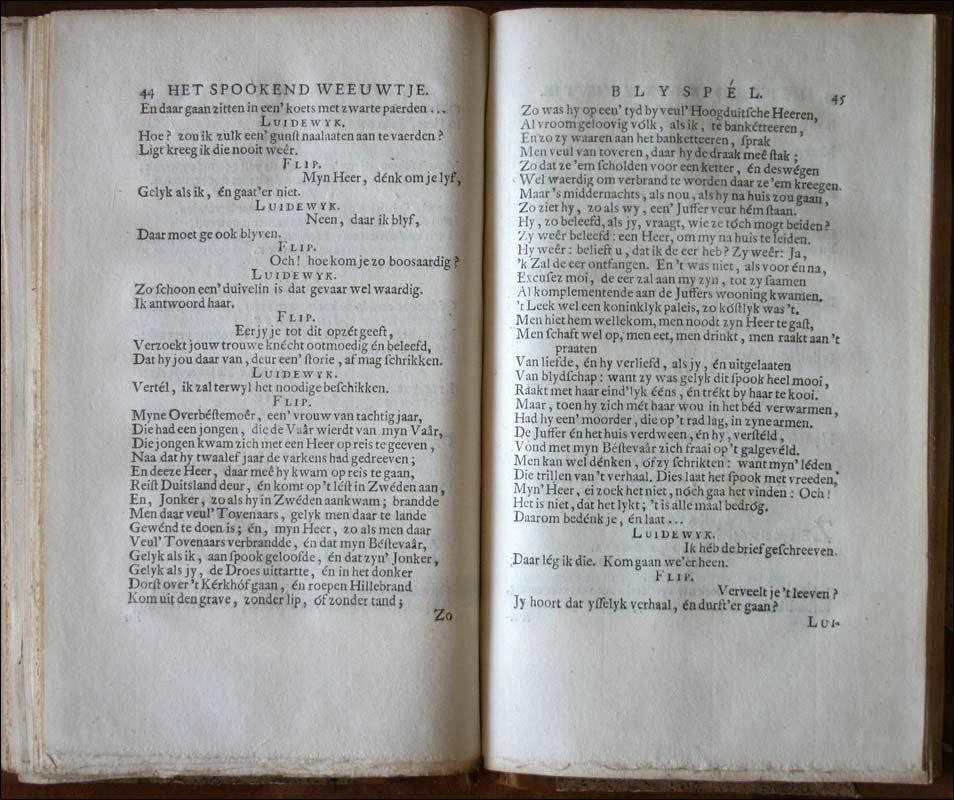 44 HET SPOOKEND WEEUWTJE.
En daar gaan zitten in een' koets met zwarte paerden ...
LUIDEWYK.
Hoe? zou ik zulk een' gunst naalaaten aan te vaerden?
Ligt kreeg ik die nooit weêr.
FLIP.
Myn Heer, dénk om je lyf,
Gelyk als ik, én gaat'er niet.
LUIDEWYK.
Neen, daar ik blyf,
Daar moet ge ook blyven.
FLIP.
Och! hoe kom je zo boosaardig?
LUIDEWYK.
Zo schoon een' duivelin is dat gevaar wel waardig.
Ik antwoord haar.
FLIP.
Eer jy je tot dit opzét geeft,
Verzoekt jouw trouwe knécht ootmoedig én beleefd,
Dat hy jou daar van, deur een' storie, af mag schrikken.
LUIDEWYK.
Vertél, ik zal terwyl het noodige beschikken.
FLIP.
Myne Overbéstemoêr, een' vrouw van tachtig jaar,
Die had een jongen, die de Vaâr wierdt van myn Vaâr,
Die jongen kwam zich met een Heer op reis te geeven,
Naa dat hy twaalef jaar de varkens had gedreeven;
En deeze Heer, daar meê hy kwam op reis te gaan,
Reist Duitsland deur, én komt op 't lést in Zwéden aan,
En, Jonker, zo als hy in Zwéden aankwam; brandde
Men daar veul' Tovenaars, gelyk men daar te lande
Gewénd te doen is; én, myn Heer, zo als men daar
Veul' Tovenaars verbrandde, én dat myn Béstevaâr,
Gelyk als ik, aan spook geloofde, én dat zyn' Jonker,
Gelyk als jy, de Droes uittartte, én in het donker
Dorst over 't Kérkhóf gaan, én roepen Hillebrand
Kom uit den grave, zonder lip, óf zonder tand;
Zo
BLYSPÉL. 45
Zo was hy op een' tyd by veul' Hoogduitsche Heeren,
Al vroom geloovig vólk, als ik, te bankétteeren,
En zo zy waaren aan het banketteeren, sprak
Men veul van toveren, daar hy de draak meê stak;
Zo dat ze 'em scholden voor een ketter, én deswégen
Wel waerdig om verbrand te worden daar ze 'em kreegen.
Maar 's middernachts, als nou, als hy na huis zou gaan,
Zo ziet hy, zo als wy, een' Juffer veur hém staan.
Hy, zo beleefd, als jy, vraagt, wie ze tóch mogt beiden?
Zy weêr beleefd: een Heer, om my na huis te leiden.
Hy weêr: belieft u, dat ik de eer heb? Zy weêr: Ja,
'k Zal de eer ontfangen. En 't was niet, als voor én na,
Excusez moi, de eer zal aan my zyn, tot zy saamen
Al komplementende aan de Juffers wooning kwamen.
't Leek wel een koninklyk paleis, zo kóstlyk was 't.
Men hiet hem wellekom, men noodt zyn Heer te gast,
Men schaft wel op, men eet, men drinkt, men raakt aan 't
praaten
Van liefde, én hy verliefd, als jy, én uitgelaaten
Van blydschap: want zy was gelyk dit spook heel mooi,
Raakt met haar eind'lyk ééns, én trékt by haar te kooi.
Maar, toen hy zich mét haar wou in het béd verwarmen,
Had hy een' moorder, die op 't rad lag, in zyne armen.
De Juffer én het huis verdween, én hy, verstéld,
Vond met myn Béstevaâr zich fraai op 't galgevéld.
Men kan wel dénken, óf zy schrikten: want myn' léden
Die trillen van 't verhaal. Dies laat het spook met vreeden,
Myn' Heer, ei zoek het niet, nóch gaa het vinden: Och!
Het is niet, dat het lykt; 't is alle maal bedróg.
Daarom bedénk je, én laat ...
LUIDEWYK.
Ik héb de brief geschreeven.
Daar lég ik die. Kom gaan we'er heen.
FLIP.
Verveelt je 't leeven?
Jy hoort dat ysselyk verhaal, én durst'er gaan?
LUI-